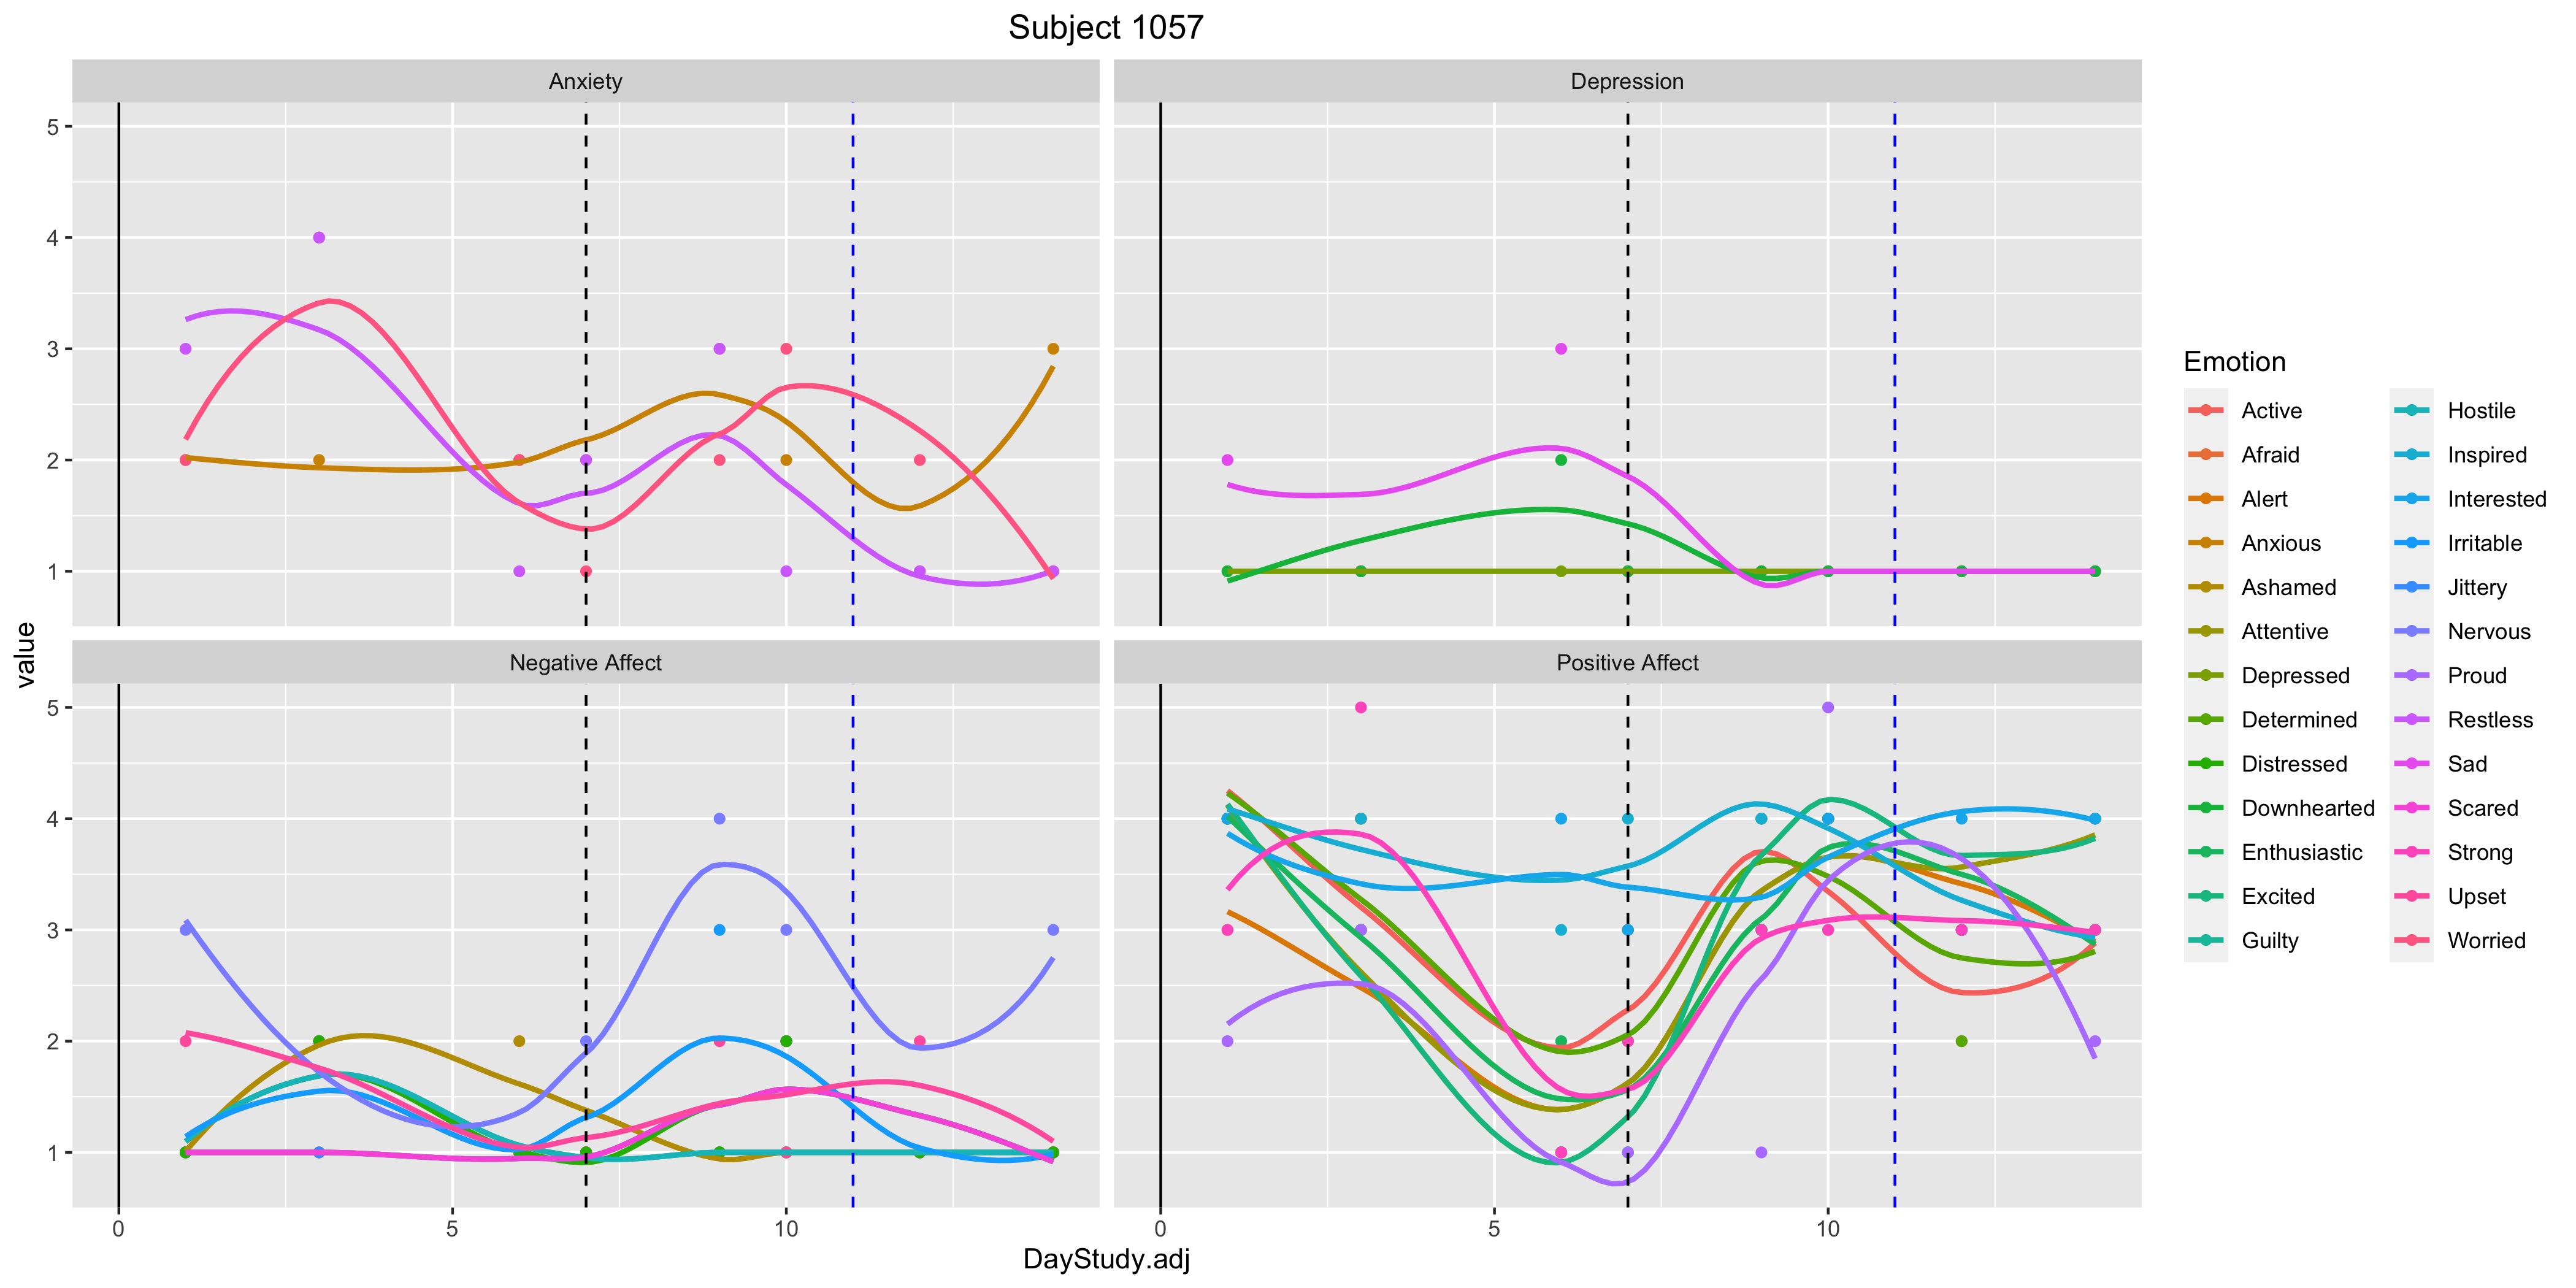 Subject 1057
Anxiety
Depression
5
4
3
2
1
Negative Affect
Positive Affect
5
4
3
2
1
0
5
10
0
5
10
value
DayStudy.adj
Emotion
Active
Afraid
Alert
Anxious
Ashamed
Attentive
Depressed
Determined
Distressed
Downhearted
Enthusiastic
Excited
Guilty
Hostile
Inspired
Interested
Irritable
Jittery
Nervous
Proud
Restless
Sad
Scared
Strong
Upset
Worried